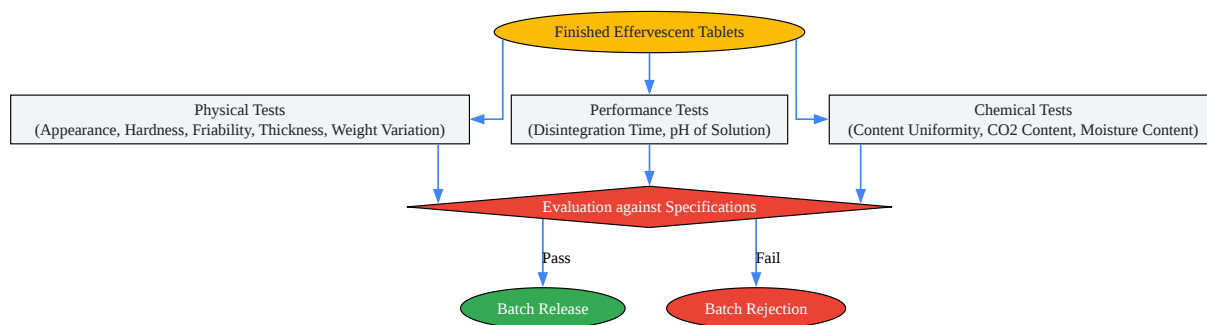 Finished Effervescent Tablets
Physical Tests
(Appearance, Hardness, Friability, Thickness, Weight Variation)
Performance Tests
(Disintegration Time, pH of Solution)
Chemical Tests
(Content Uniformity, CO2 Content, Moisture Content)
Evaluation against Specifications
Pass
Fail
Batch Release
Batch Rejection